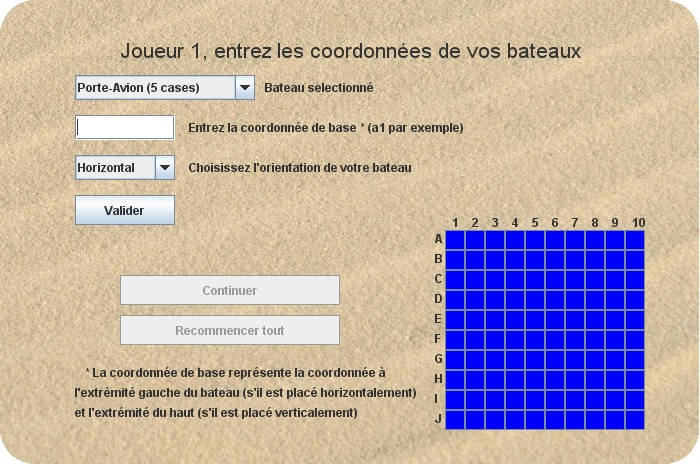 Joueur 1, entrez les coordonnées de vos bateaux
Porte-Avion (5 cases) Bateau selectionné
Entrez la coordonnée de base * (a1 par exemple)
Horizontal Choisissez l'orientation de votre bateau
Valider
1 2 3 4 5 6 7 8 9 10
A
B
C
D
E
F
G
H
I
J
Continuer
Recommencer tout
* La coordonnée de base représente la coordonnée à
l'extrémité gauche du bateau (s'il est placé horizontalement)
et l'extrémité du haut (s'il est placé verticalement)